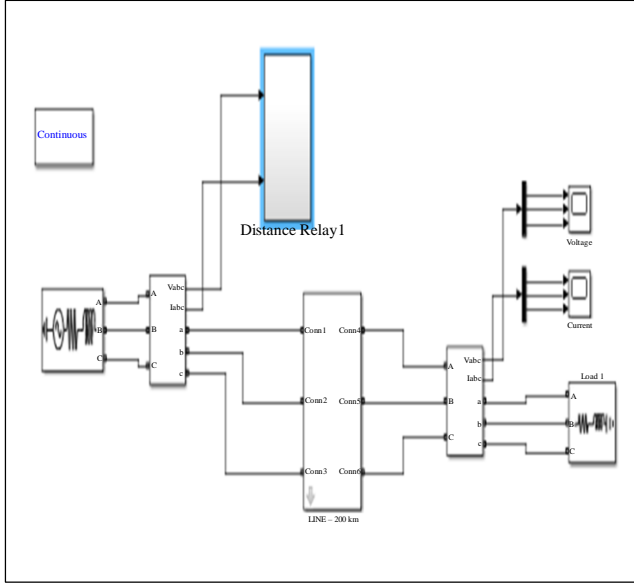 Continuous
Distance Relay1
Voltage
Current
A
B
C
A
B
C
Vabc
Iabc
a
b
c
Conn1
Conn2
Conn3
Conn4
Conn5
Conn6
LINE – 200 km
A
B
C
Vabc
Iabc
a
b
c
Load 1
A
B
C